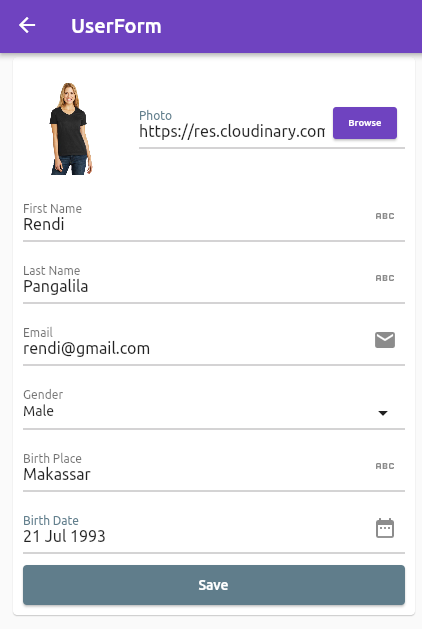 UserForm
Photo
https://res.cloudinary.com
Browse
First Name
Rendi
ABC
Last Name
Pangalila
ABC
Email
rendi@gmail.com
Gender
Male
Birth Place
Makassar
ABC
Birth Date
21 Jul 1993
Save